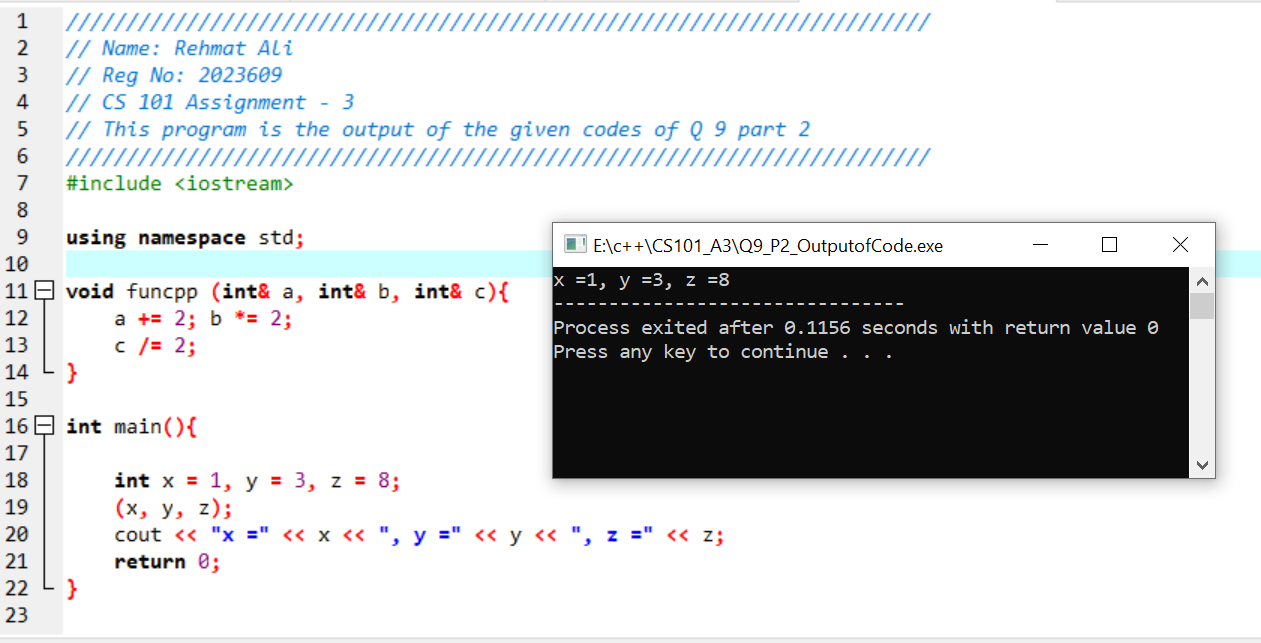 1 ////////////////////////////////////////////////////////////////////////
2 // Name: Rehmat Ali
3 // Reg No: 2023609
4 // CS 101 Assignment - 3
5 // This program is the output of the given codes of Q 9 part 2
6 ////////////////////////////////////////////////////////////////////////
7 #include <iostream>
8
9 using namespace std;
10
11 void funcpp (int& a, int& b, int& c){
12     a += 2; b *= 2;
13     c /= 2;
14 }
15
16 int main(){
17
18     int x = 1, y = 3, z = 8;
19     (x, y, z);
20     cout << "x =" << x << ", y =" << y << ", z =" << z;
21     return 0;
22 }
23
E:\c++\CS101_A3\Q9_P2_OutputofCode.exe
x =1, y =3, z =8
--------------------------------
Process exited after 0.1156 seconds with return value 0
Press any key to continue . . .